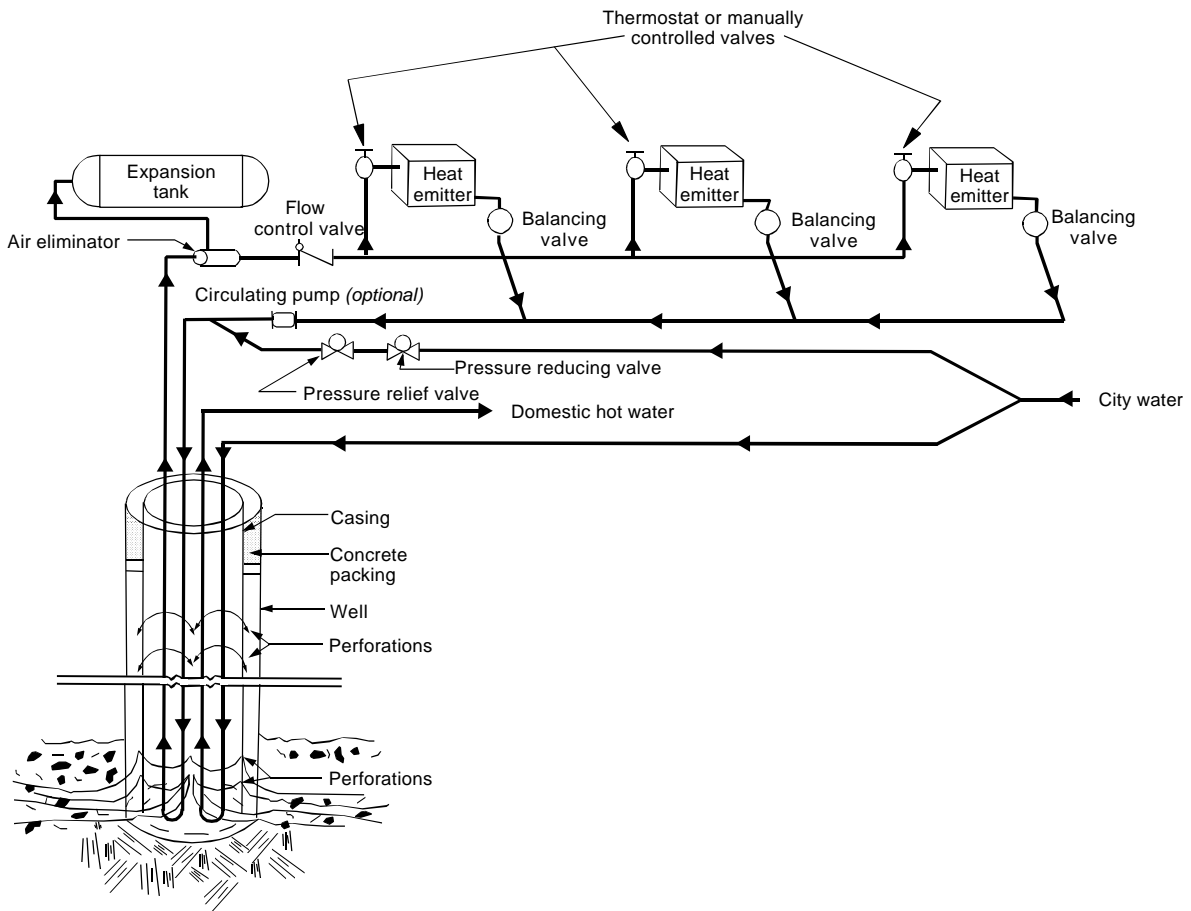 Thermostat or manually
controlled valves
Expansion
tank
Heat
emitter
Heat
emitter
Heat
emitter
Flow
control valve
Balancing
valve
Balancing
valve
Balancing
valve
Air eliminator
Circulating pump (optional)
Pressure reducing valve
Pressure relief valve
City water
Domestic hot water
Casing
Concrete
packing
Well
Perforations
Perforations